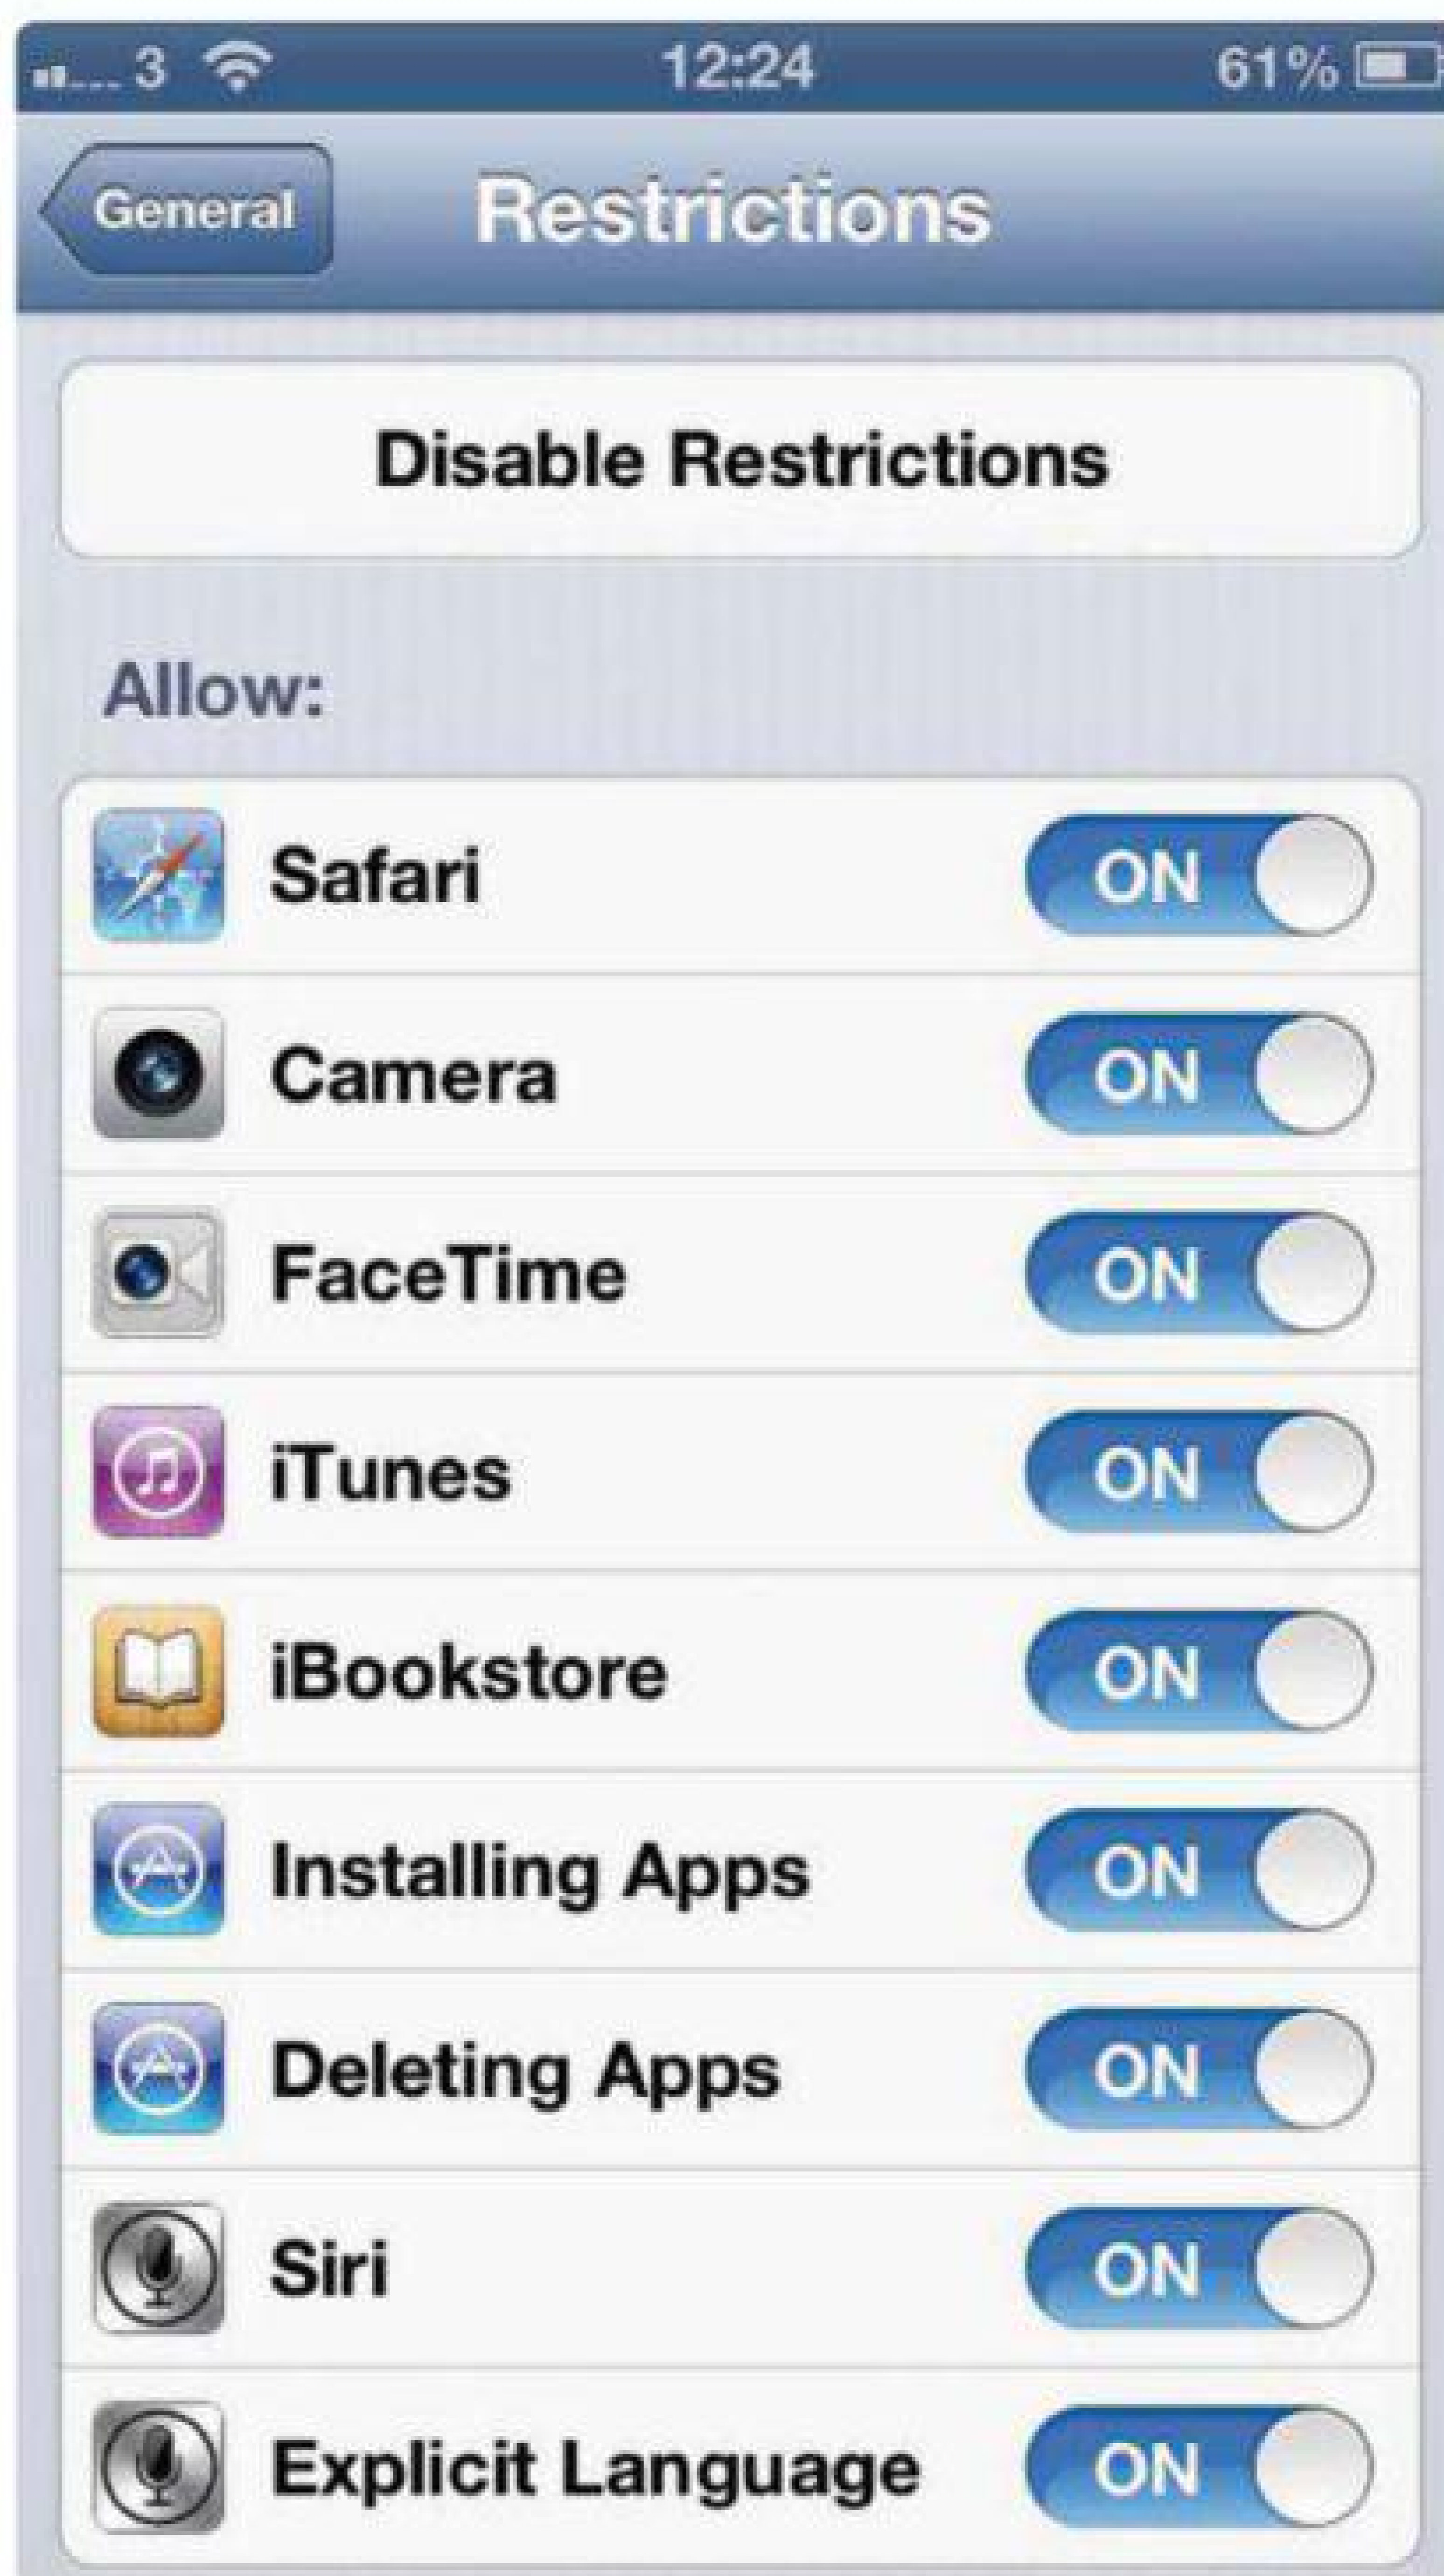 3 12:24 61%
General Restrictions
Disable Restrictions
Allow:
Safari ON
Camera ON
FaceTime ON
iTunes ON
iBookstore ON
Installing Apps ON
Deleting Apps ON
Siri ON
Explicit Language ON